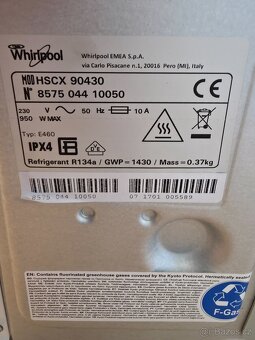 Whirlpool
Whirlpool EMEA S.p.A.
via Carlo Pisacane n.1, 20016 Pero (MI), Italy
MOD HSCX 90430
N° 8575 044 10050
230 V 50 Hz 10 A
950 W MAX
Typ: E460
IPX4
Refrigerant R134a / GWP=1430 / Mass=0.37kg
8575 044 10050 07 1701 005589
EN: Contains fluorinated greenhouse gases covered by the Kyoto Protocol. Hermetically sealed
F-Gas